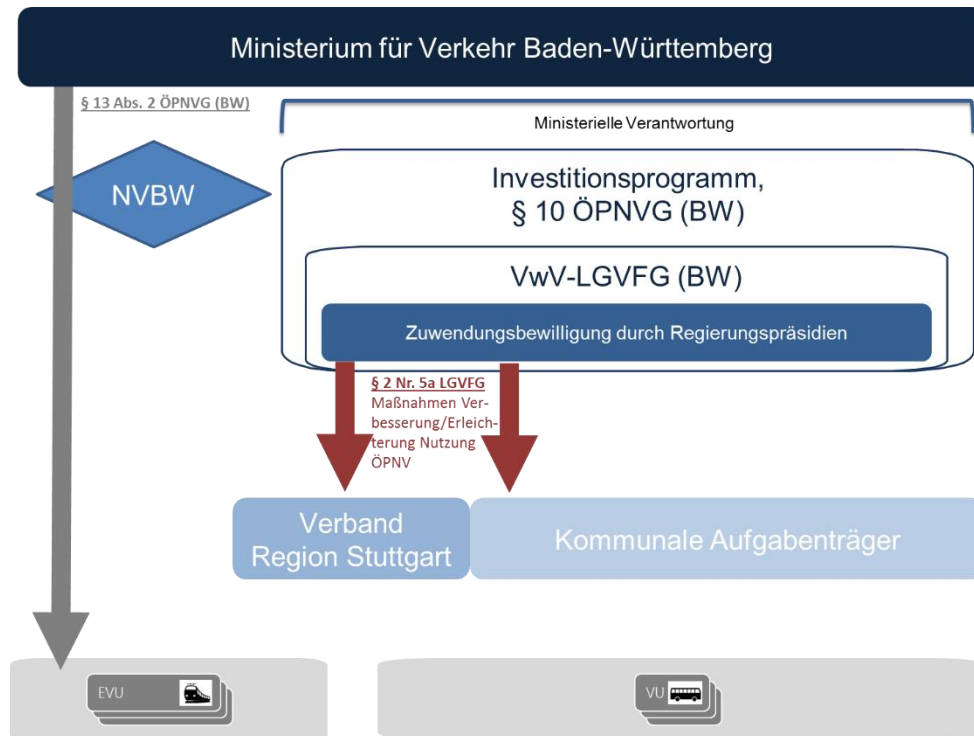 Ministerium für Verkehr Baden-Württemberg
§ 13 Abs. 2 ÖPNVG (BW)
Ministerielle Verantwortung
NVBW
Investitionsprogramm,
§ 10 ÖPNVG (BW)
VwV-LGVFG (BW)
Zuwendungsbewilligung durch Regierungspräsidien
§ 2 Nr. 5a LGVFG
Maßnahmen Ver-
besserung/Erleich-
terung Nutzung
ÖPNV
Verband
Region Stuttgart
Kommunale Aufgabenträger
EVU
VU